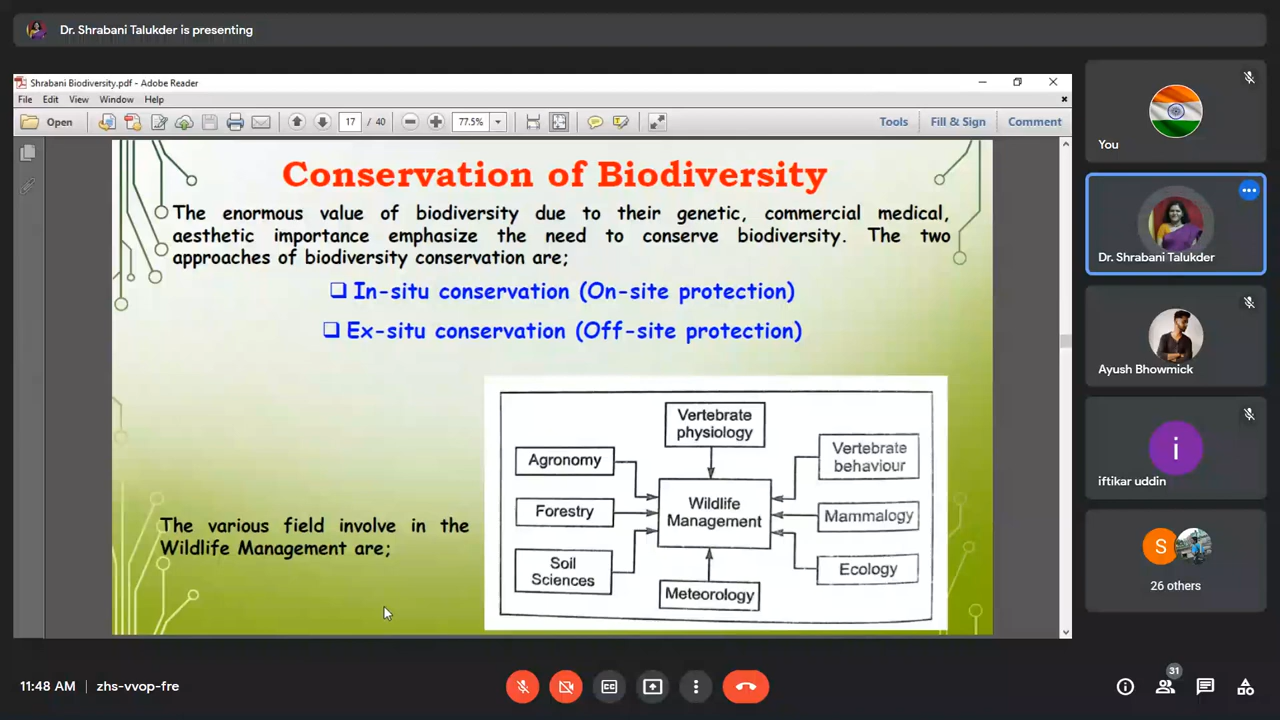 Dr. Shrabani Talukder is presenting
Shrabani Biodiversity.pdf - Adobe Reader
File Edit View Window Help
Open 17 / 40 77.5% Tools Fill & Sign Comment
Conservation of Biodiversity
The enormous value of biodiversity due to their genetic, commercial medical,
aesthetic importance emphasize the need to conserve biodiversity. The two
approaches of biodiversity conservation are;
In-situ conservation (On-site protection)
Ex-situ conservation (Off-site protection)
The various field involve in the
Wildlife Management are;
Vertebrate
physiology
Agronomy
Forestry
Soil
Sciences
Wildlife
Management
Meteorology
Vertebrate
behaviour
Mammalogy
Ecology
You
Dr. Shrabani Talukder
Ayush Bhowmick
i
iftikar uddin
S
26 others
11:48 AM | zhs-vvop-fre
CC
31